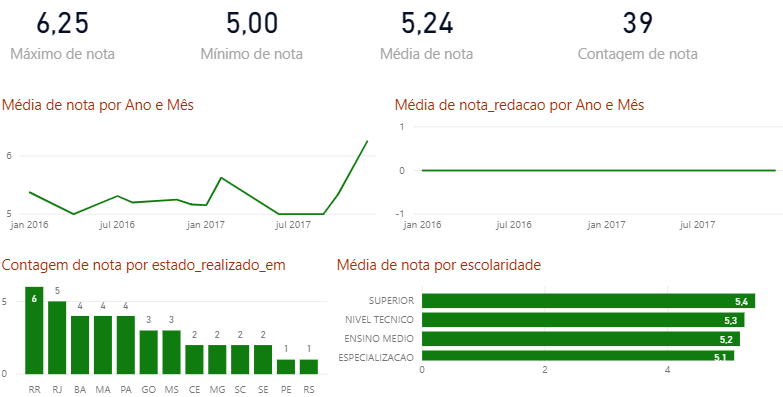 6,25 5,00 5,24 39
Máximo de nota Mínimo de nota Média de nota Contagem de nota
Média de nota por Ano e Mês
6
5
jan 2016 jul 2016 jan 2017 jul 2017
Média de nota_redacao por Ano e Mês
1
0
-1
jan 2016 jul 2016 jan 2017 jul 2017
Contagem de nota por estado_realizado_em
5
0
6 5 4 4 4 3 3 2 2 2 2 1 1
RR RJ BA MA PA GO MS CE MG SC SE PE RS
Média de nota por escolaridade
SUPERIOR 5,4
NIVEL TECNICO 5,3
ENSINO MEDIO 5,2
ESPECIALIZACAO 5,1
0 2 4